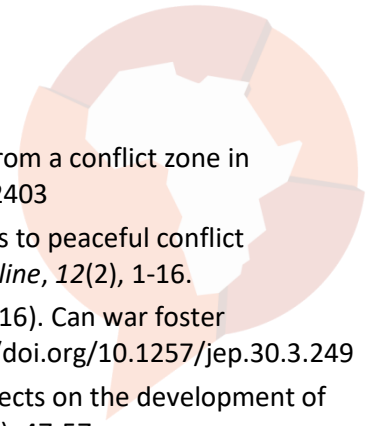 rom a conflict zone in
2403
s to peaceful conflict
line, 12(2), 1-16.
16). Can war foster
/doi.org/10.1257/jep.30.3.249
ects on the development of
), 47-57